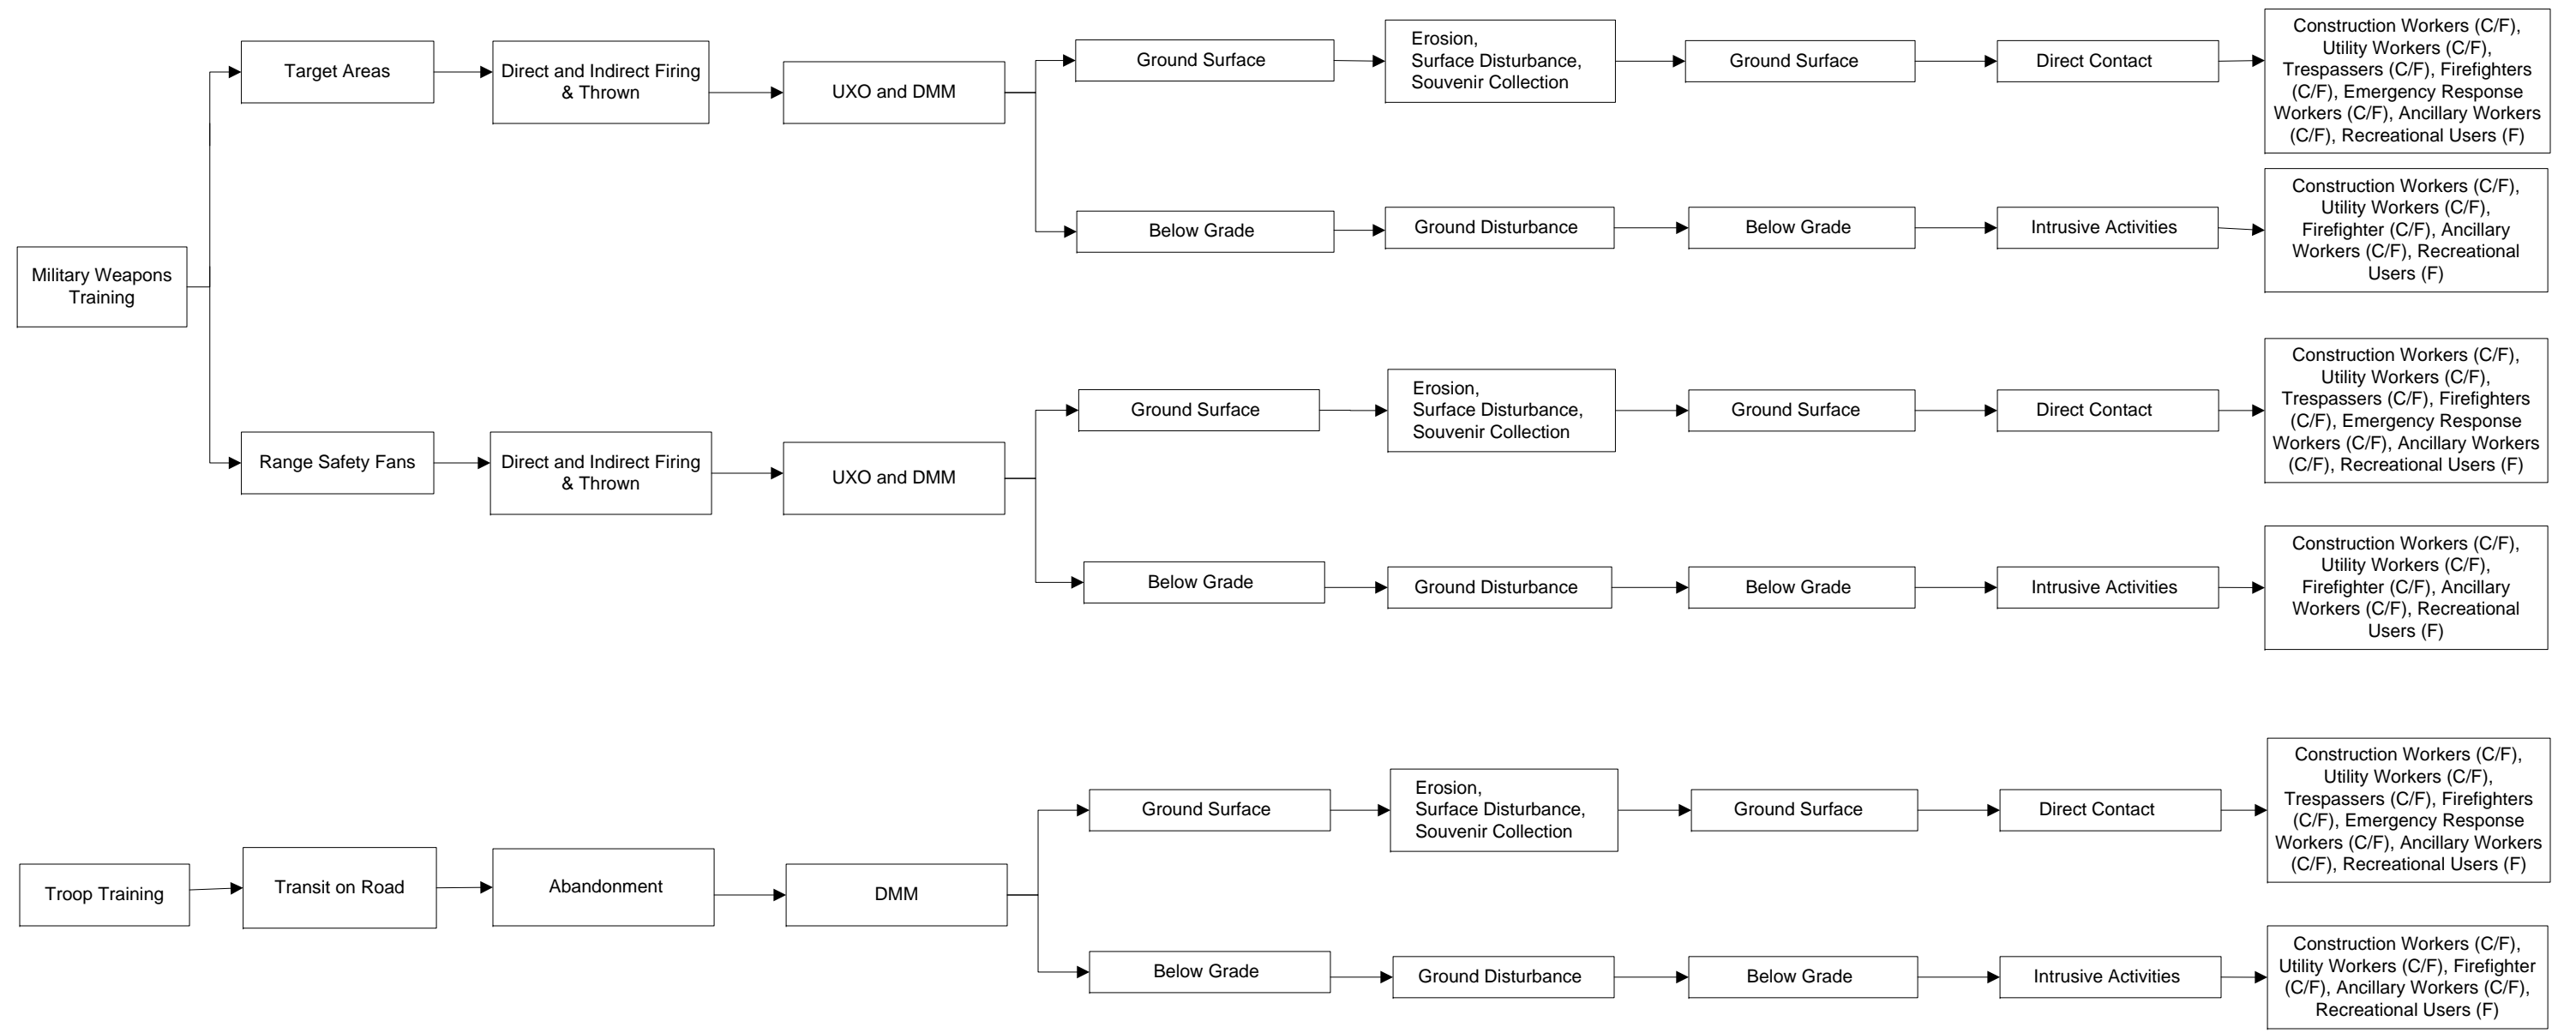 Military Weapons
Training
Target Areas
Direct and Indirect Firing
& Thrown
UXO and DMM
Ground Surface
Erosion,
Surface Disturbance,
Souvenir Collection
Ground Surface
Direct Contact
Construction Workers (C/F),
Utility Workers (C/F),
Trespassers (C/F), Firefighters
(C/F), Emergency Response
Workers (C/F), Ancillary Workers
(C/F), Recreational Users (F)
Below Grade
Ground Disturbance
Below Grade
Intrusive Activities
Construction Workers (C/F),
Utility Workers (C/F),
Firefighter (C/F), Ancillary
Workers (C/F), Recreational
Users (F)
Range Safety Fans
Direct and Indirect Firing
& Thrown
UXO and DMM
Ground Surface
Erosion,
Surface Disturbance,
Souvenir Collection
Ground Surface
Direct Contact
Construction Workers (C/F),
Utility Workers (C/F),
Trespassers (C/F), Firefighters
(C/F), Emergency Response
Workers (C/F), Ancillary Workers
(C/F), Recreational Users (F)
Below Grade
Ground Disturbance
Below Grade
Intrusive Activities
Construction Workers (C/F),
Utility Workers (C/F),
Firefighter (C/F), Ancillary
Workers (C/F), Recreational
Users (F)
Troop Training
Transit on Road
Abandonment
DMM
Ground Surface
Erosion,
Surface Disturbance,
Souvenir Collection
Ground Surface
Direct Contact
Construction Workers (C/F),
Utility Workers (C/F),
Trespassers (C/F), Firefighters
(C/F), Emergency Response
Workers (C/F), Ancillary Workers
(C/F), Recreational Users (F)
Below Grade
Ground Disturbance
Below Grade
Intrusive Activities
Construction Workers (C/F),
Utility Workers (C/F), Firefighter
(C/F), Ancillary Workers (C/F),
Recreational Users (F)